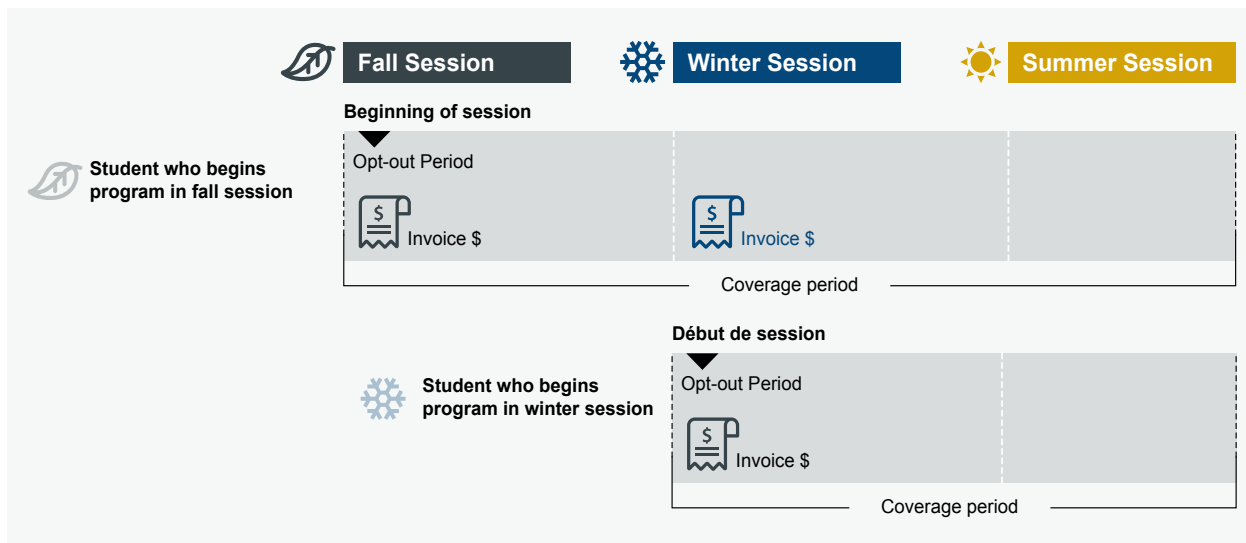 Fall Session
Winter Session
Summer Session
Beginning of session
Opt-out Period
Student who begins
program in fall session
$
Invoice $
$
Invoice $
Coverage period
Début de session
Opt-out Period
Student who begins
program in winter session
$
Invoice $
Coverage period